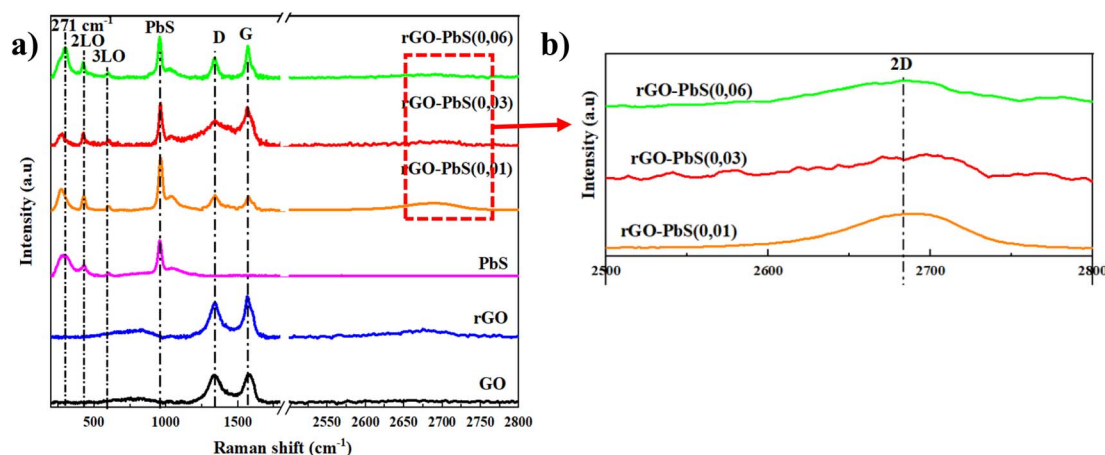 a)
271 cm-1
2LO
3LO
PbS
D
G
rGO-PbS(0,06)
rGO-PbS(0,03)
rGO-PbS(0,01)
PbS
rGO
GO
Intensity (a.u)
500 1000 1500 2550 2600 2650 2700 2750 2800
Raman shift (cm-1)
b)
2D
rGO-PbS(0,06)
rGO-PbS(0,03)
rGO-PbS(0,01)
Intensity (a.u)
2500 2600 2700 2800